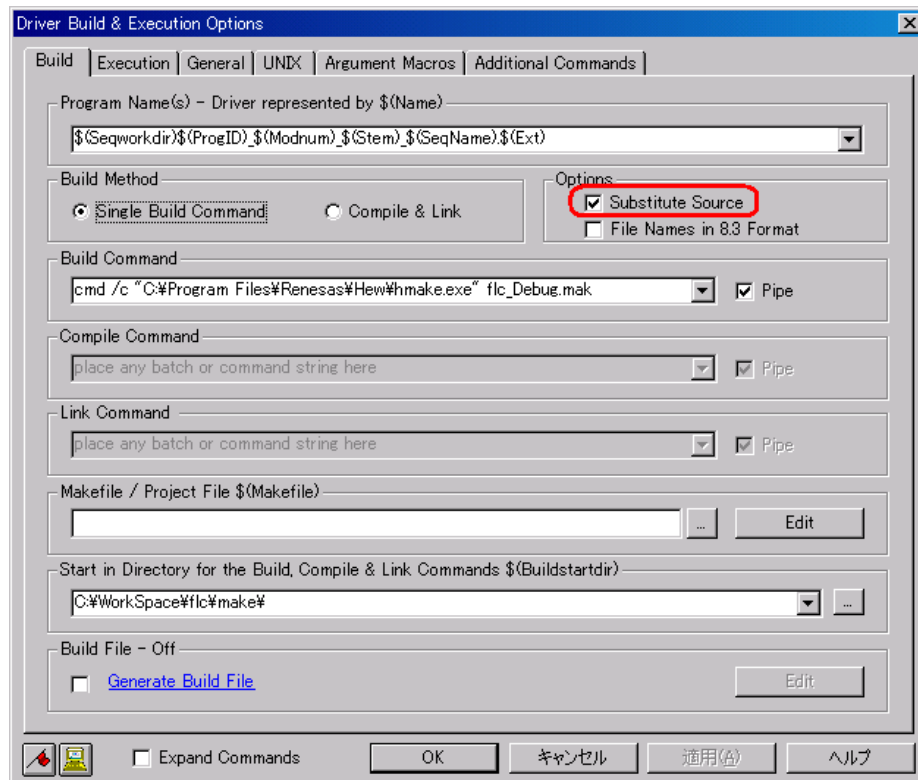 Driver Build & Execution Options
Build Execution General UNIX Argument Macros Additional Commands
Program Name(s) - Driver represented by $(Name)
$(Seqworkdir)$(ProgID)_$(Modnum)_$(Stem)_$(SeqName).$(Ext)
Build Method
Single Build Command Compile & Link
Options
Substitute Source
File Names in 8.3 Format
Build Command
cmd /c "C:¥Program Files¥Renesas¥Hew¥hmake.exe" flc_Debug.mak Pipe
Compile Command
place any batch or command string here Pipe
Link Command
place any batch or command string here Pipe
Makefile / Project File $(Makefile)
... Edit
Start in Directory for the Build, Compile & Link Commands $(Buildstartdir)
C:¥WorkSpace¥flc¥make¥ ...
Build File - Off
Generate Build File Edit
Expand Commands OK キャンセル 適用(A) ヘルプ